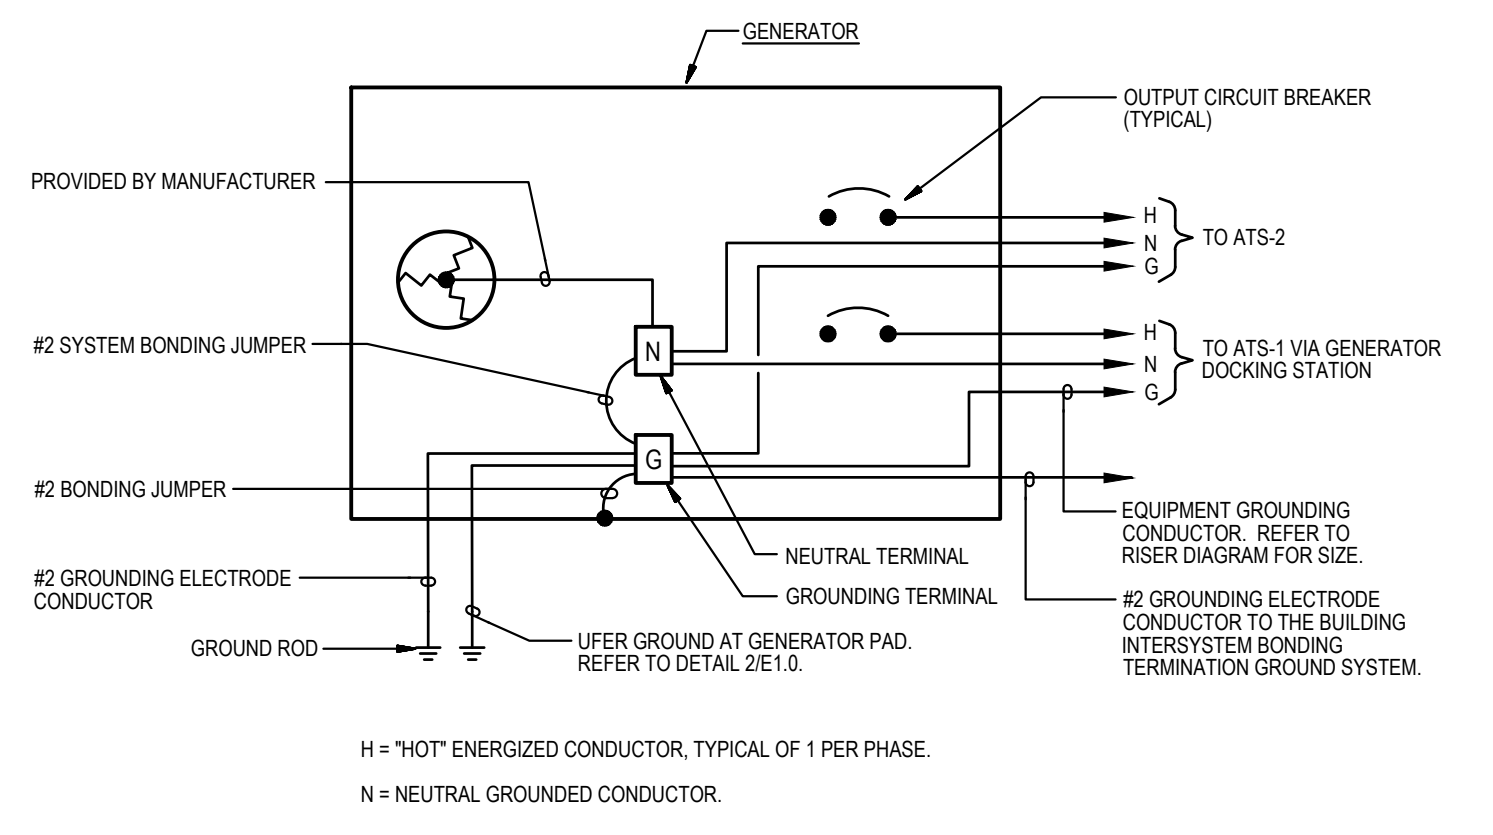 GENERATOR
OUTPUT CIRCUIT BREAKER
(TYPICAL)
PROVIDED BY MANUFACTURER
H
N
G
TO ATS-2
#2 SYSTEM BONDING JUMPER
N
H
N
G
TO ATS-1 VIA GENERATOR
DOCKING STATION
G
#2 BONDING JUMPER
EQUIPMENT GROUNDING
CONDUCTOR.  REFER TO
RISER DIAGRAM FOR SIZE.
NEUTRAL TERMINAL
GROUNDING TERMINAL
#2 GROUNDING ELECTRODE
CONDUCTOR
#2 GROUNDING ELECTRODE
CONDUCTOR TO THE BUILDING
INTERSYSTEM BONDING
TERMINATION GROUND SYSTEM.
GROUND ROD
UFER GROUND AT GENERATOR PAD.
REFER TO DETAIL 2/E1.0.
H = "HOT" ENERGIZED CONDUCTOR, TYPICAL OF 1 PER PHASE.
N = NEUTRAL GROUNDED CONDUCTOR.